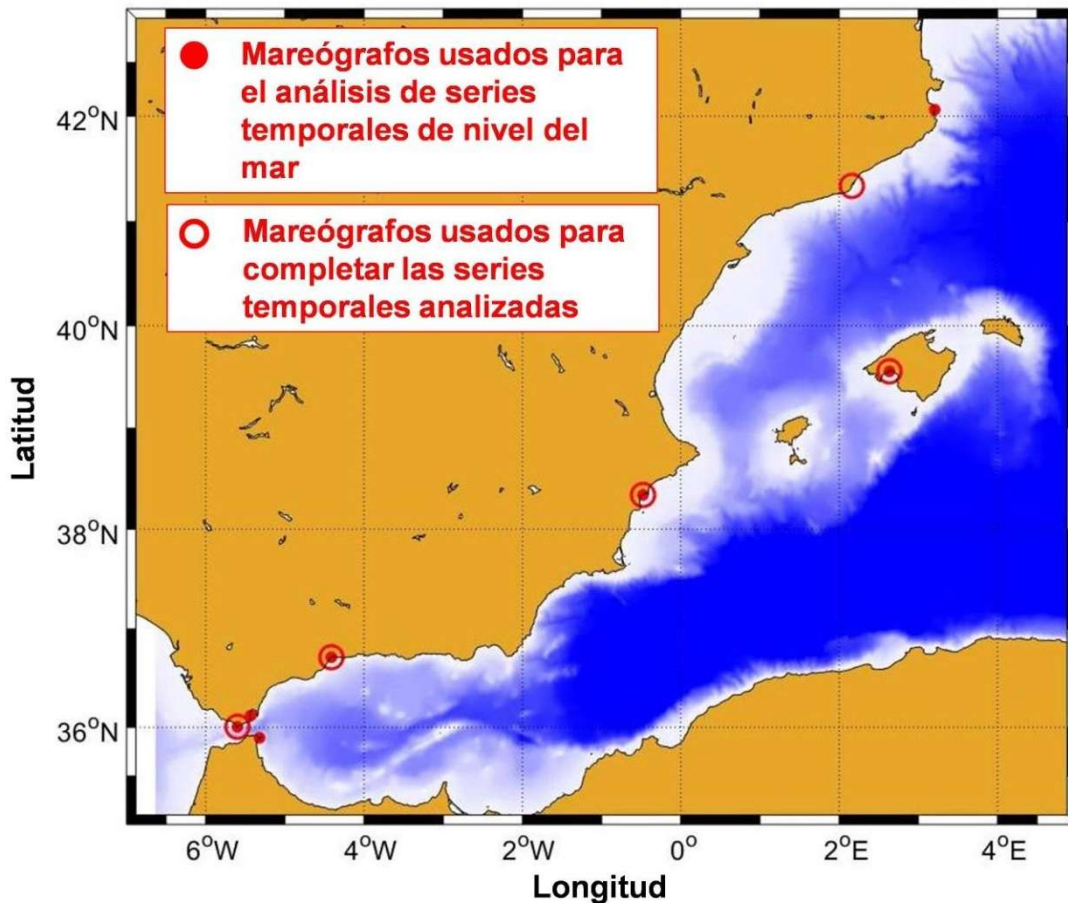 Mareógrafos usados para
el análisis de series
temporales de nivel del
mar
Mareógrafos usados para
completar las series
temporales analizadas
42°N
40°N
38°N
36°N
Latitud
6°W
4°W
2°W
0°
2°E
4°E
Longitud